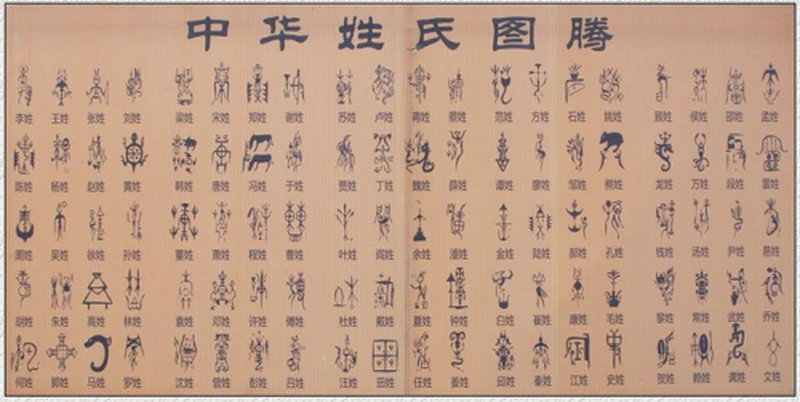 中华姓氏图腾
李姓 王姓 张姓 刘姓 梁姓 宋姓 郑姓 谢姓 苏姓 卢姓 蒋姓 蔡姓 范姓 方姓 石姓 姚姓 顾姓 侯姓 邵姓 孟姓
陈姓 杨姓 赵姓 黄姓 韩姓 唐姓 冯姓 于姓 贾姓 丁姓 魏姓 薛姓 谭姓 廖姓 邹姓 熊姓 龙姓 万姓 段姓 雷姓
周姓 吴姓 徐姓 孙姓 董姓 萧姓 程姓 曹姓 叶姓 阎姓 余姓 潘姓 金姓 陆姓 郝姓 孔姓 钱姓 汤姓 尹姓 易姓
胡姓 朱姓 高姓 林姓 袁姓 邓姓 许姓 傅姓 杜姓 戴姓 夏姓 钟姓 白姓 崔姓 康姓 毛姓 黎姓 常姓 武姓 乔姓
何姓 郭姓 马姓 罗姓 沈姓 曾姓 彭姓 吕姓 汪姓 田姓 任姓 姜姓 邱姓 秦姓 江姓 史姓 贺姓 赖姓 龚姓 文姓